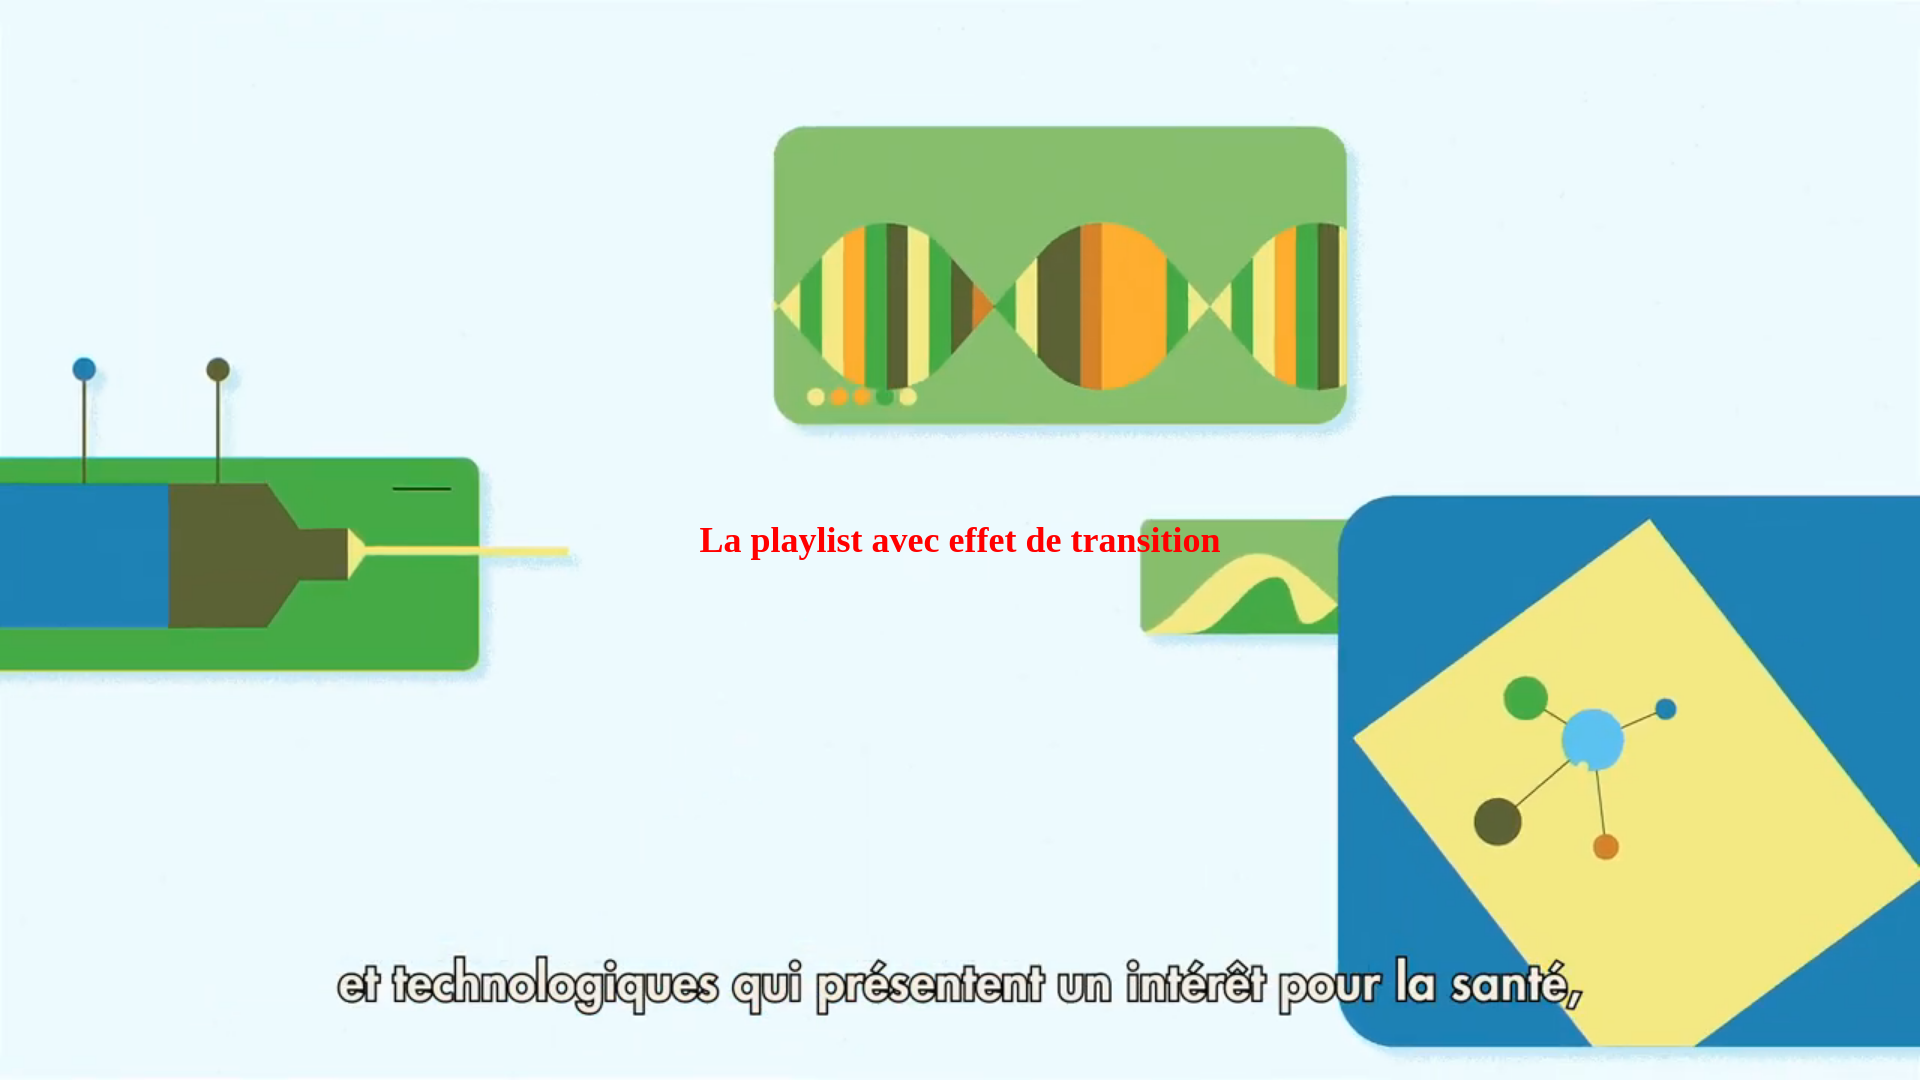 La playlist avec effet de transition
et technologiques qui présentent un intérêt pour la santé,